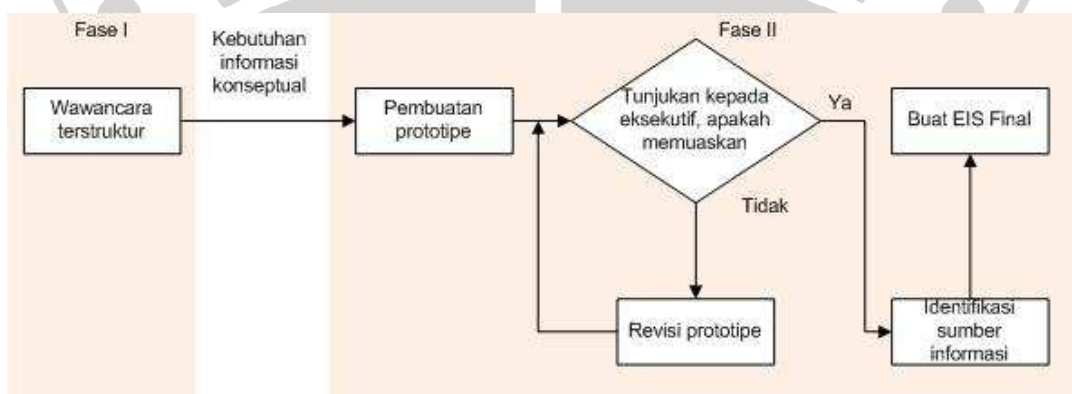 Fase I
Kebutuhan
informasi
konseptual
Fase II
Wawancara
terstruktur
Pembuatan
prototipe
Tunjukan kepada
eksekutif, apakah
memuaskan
Ya
Buat EIS Final
Tidak
Revisi prototipe
Identifikasi
sumber
informasi